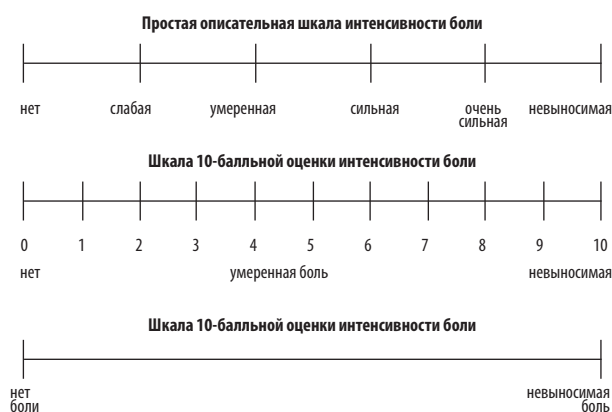 Простая описательная шкала интенсивности боли
нет слабая умеренная сильная очень сильная невыносимая
Шкала 10-балльной оценки интенсивности боли
0 1 2 3 4 5 6 7 8 9 10
нет умеренная боль невыносимая
Шкала 10-балльной оценки интенсивности боли
нет боли невыносимая боль